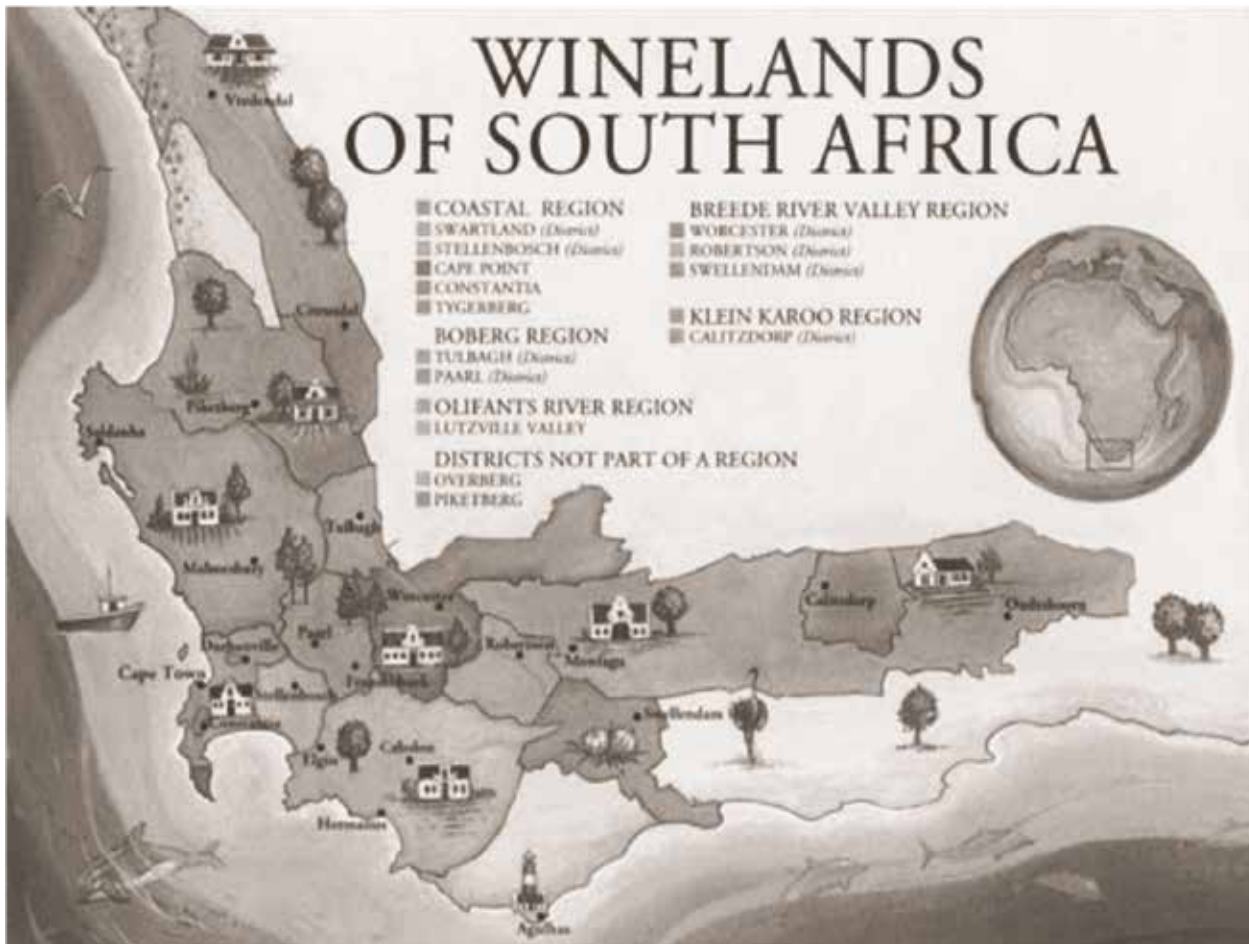 WINELANDS
OF SOUTH AFRICA
COASTAL REGION
SWARTLAND (District)
STELLENBOSCH (District)
CAPE POINT
CONSTANTIA
TYGERBERG
BOBERG REGION
TULBAGH (District)
PAARL (District)
OLIFANTS RIVER REGION
LUTZVILLE VALLEY
DISTRICTS NOT PART OF A REGION
OVERBERG
PIKETBERG
BREEDE RIVER VALLEY REGION
WORCESTER (District)
ROBERTSON (District)
SWELLENDAM (District)
KLEIN KAROO REGION
CALITZDORP (District)
Vredendal
Citrusdal
Piketberg
Saldanha
Tulbagh
Malmesbury
Worcester
Calitzdorp
Oudtshoorn
Paarl
Robertson
Durbanville
Montagu
Cape Town
Franschhoek
Stellenbosch
Constantia
Swellendam
Elgin
Caledon
Hermanus
Agulhas